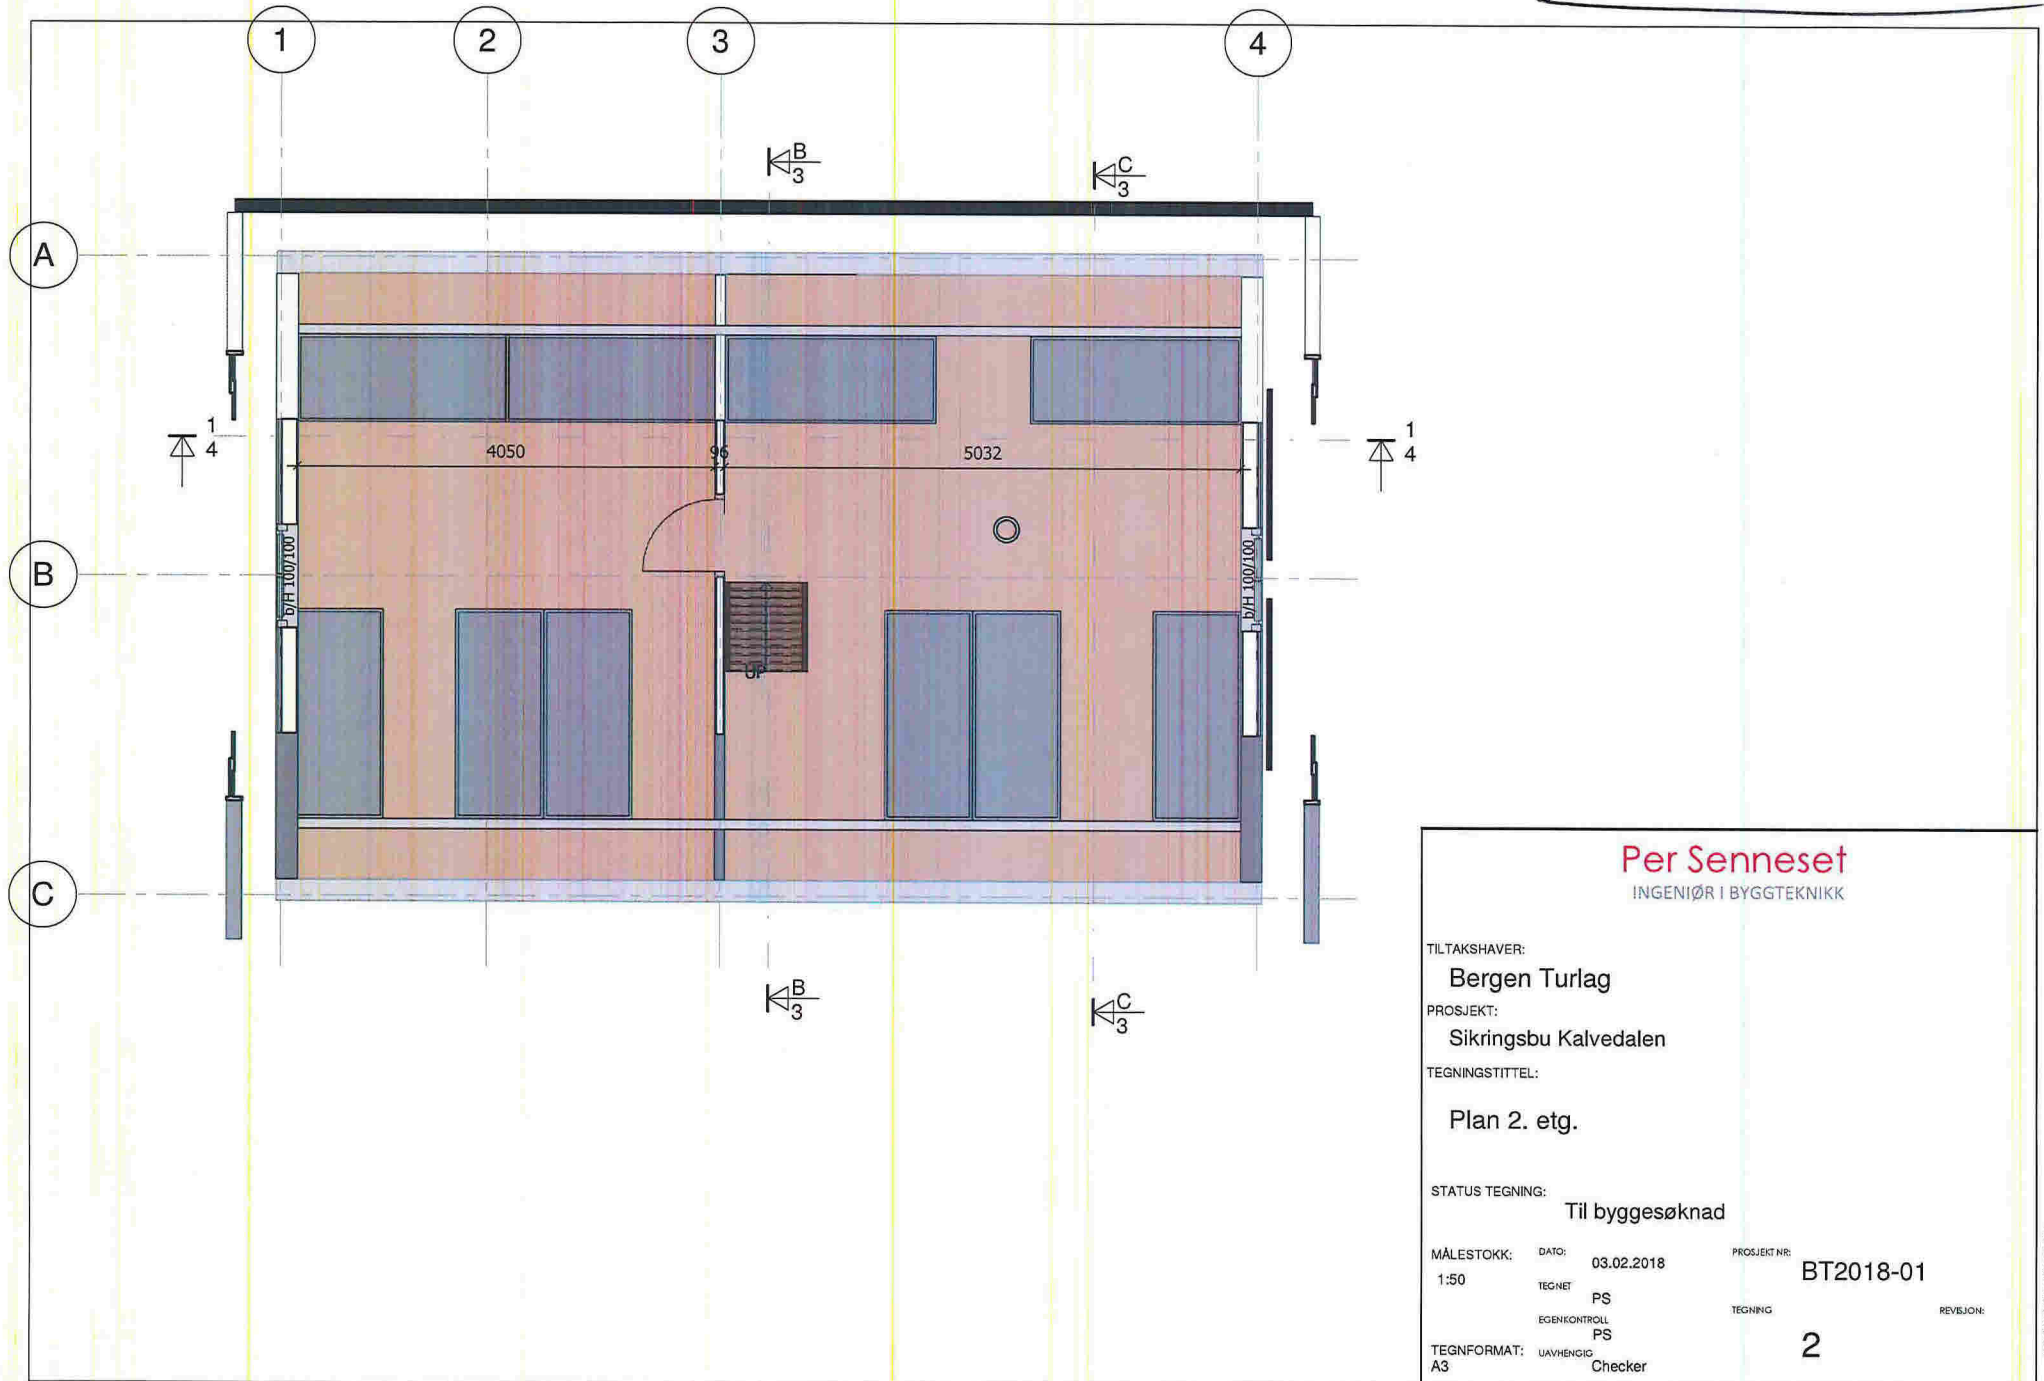 1 2 3 4
B
3
C
3
A
1
4
4050 96 5032
1
4
B
b/H 100/100
b/H 100/100
UP
C
B
3
C
3
Per Senneset
INGENIØR I BYGGTEKNIKK
TILTAKSHAVER:
Bergen Turlag
PROSJEKT:
Sikringsbu Kalvedalen
TEGNINGSTITTEL:
Plan 2. etg.
STATUS TEGNING:
Til byggesøknad
MÅLESTOKK: DATO: PROSJEKT NR:
1:50 03.02.2018 BT2018-01
TEGNET
PS
EGENKONTROLL TEGNING REVISJON:
PS 2
TEGNFORMAT: UAVHENGIG
A3 Checker